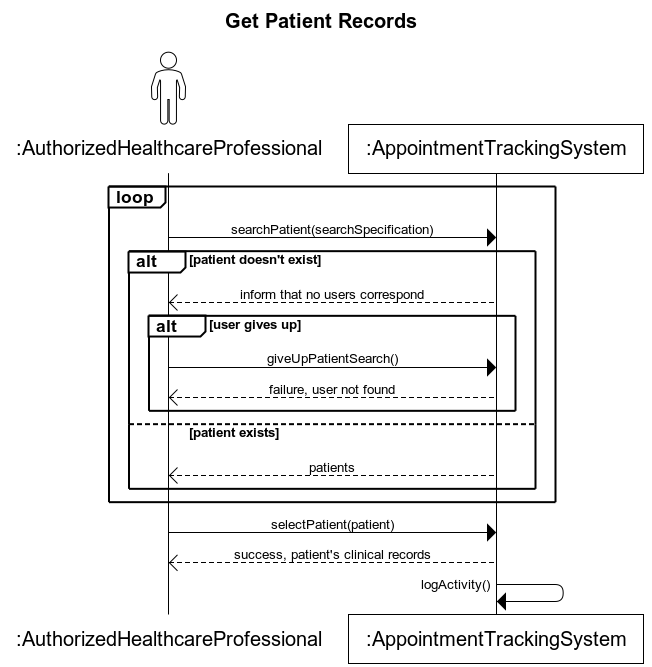 Get Patient Records
:AuthorizedHealthcareProfessional
:AppointmentTrackingSystem
loop
searchPatient(searchSpecification)
alt
[patient doesn't exist]
inform that no users correspond
alt
[user gives up]
giveUpPatientSearch()
failure, user not found
[patient exists]
patients
selectPatient(patient)
success, patient's clinical records
logActivity()
:AuthorizedHealthcareProfessional
:AppointmentTrackingSystem